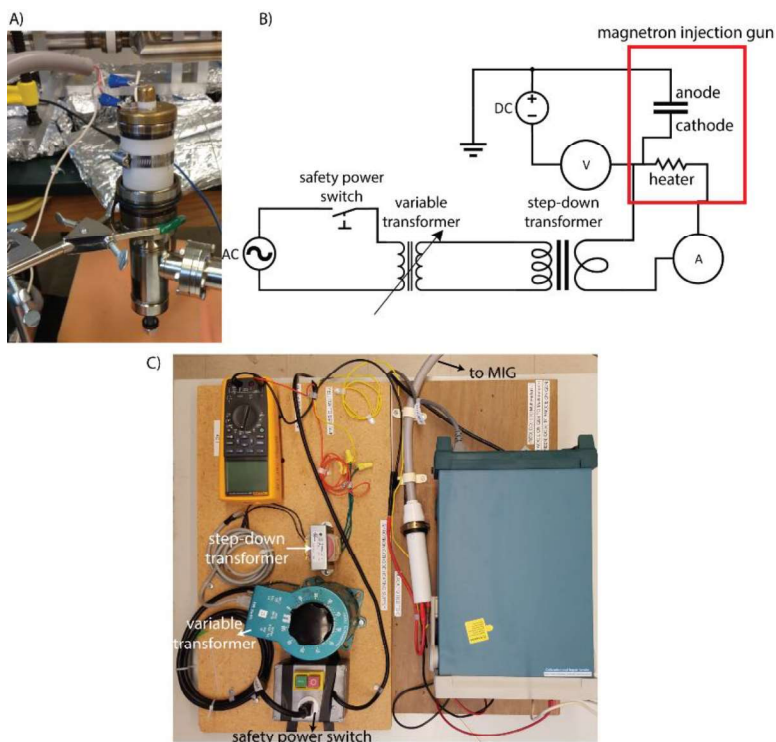 A)
B)
magnetron injection gun
anode
cathode
DC
V
heater
safety power
switch
variable
transformer
step-down
transformer
AC
A
C)
to MIG
step-down
transformer
variable
transformer
safety power switch